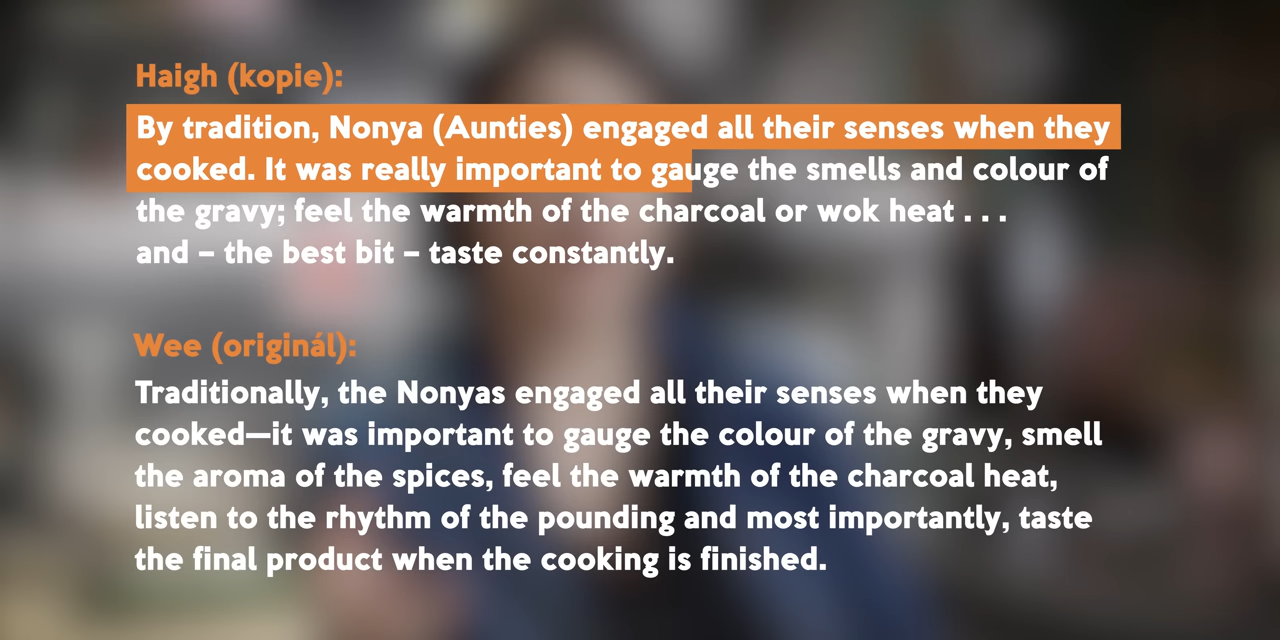 Haigh (kopie):
By tradition, Nonya (Aunties) engaged all their senses when they
cooked. It was really important to gauge the smells and colour of
the gravy; feel the warmth of the charcoal or wok heat . . .
and – the best bit – taste constantly.
Wee (originál):
Traditionally, the Nonyas engaged all their senses when they
cooked—it was important to gauge the colour of the gravy, smell
the aroma of the spices, feel the warmth of the charcoal heat,
listen to the rhythm of the pounding and most importantly, taste
the final product when the cooking is finished.